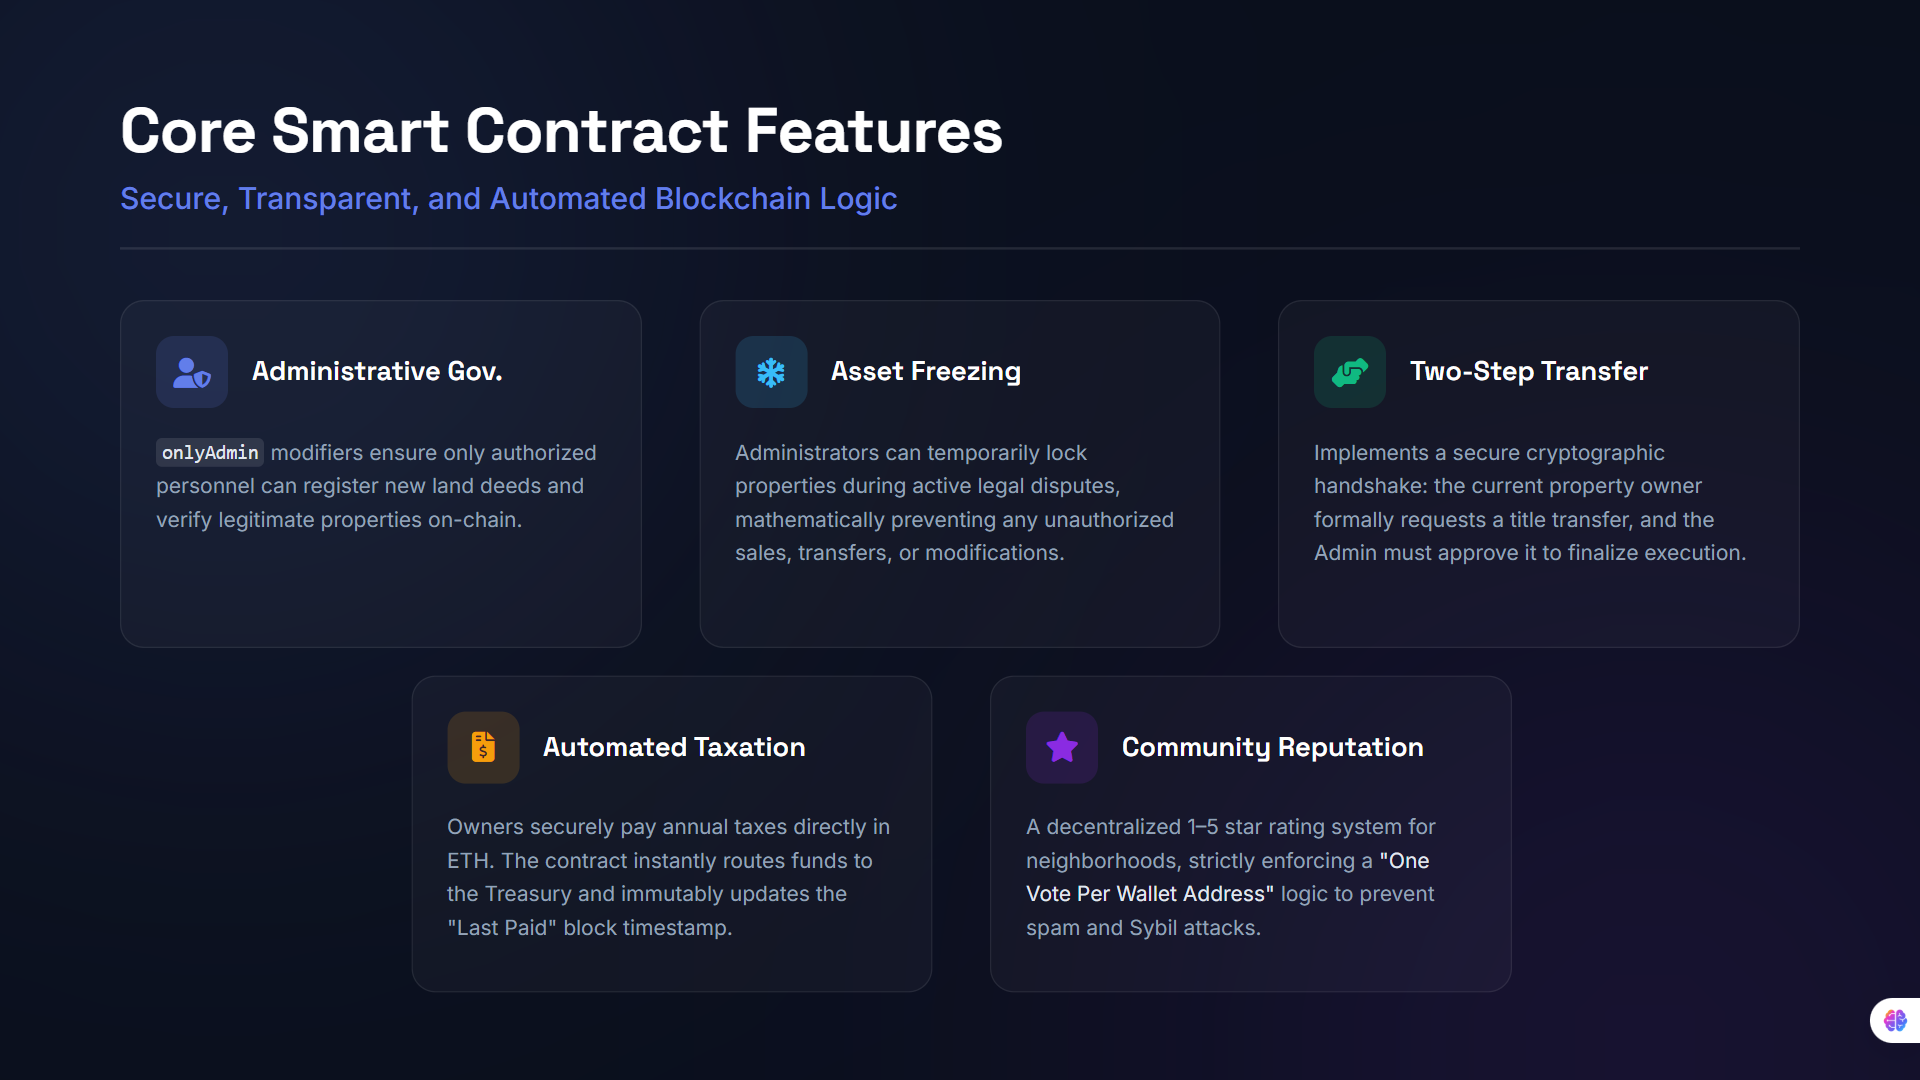 Core Smart Contract Features
Secure, Transparent, and Automated Blockchain Logic
Administrative Gov.
onlyAdmin modifiers ensure only authorized
personnel can register new land deeds and
verify legitimate properties on-chain.
Asset Freezing
Administrators can temporarily lock
properties during active legal disputes,
mathematically preventing any unauthorized
sales, transfers, or modifications.
Two-Step Transfer
Implements a secure cryptographic
handshake: the current property owner
formally requests a title transfer, and the
Admin must approve it to finalize execution.
Automated Taxation
Owners securely pay annual taxes directly in
ETH. The contract instantly routes funds to
the Treasury and immutably updates the
"Last Paid" block timestamp.
Community Reputation
A decentralized 1–5 star rating system for
neighborhoods, strictly enforcing a "One
Vote Per Wallet Address" logic to prevent
spam and Sybil attacks.